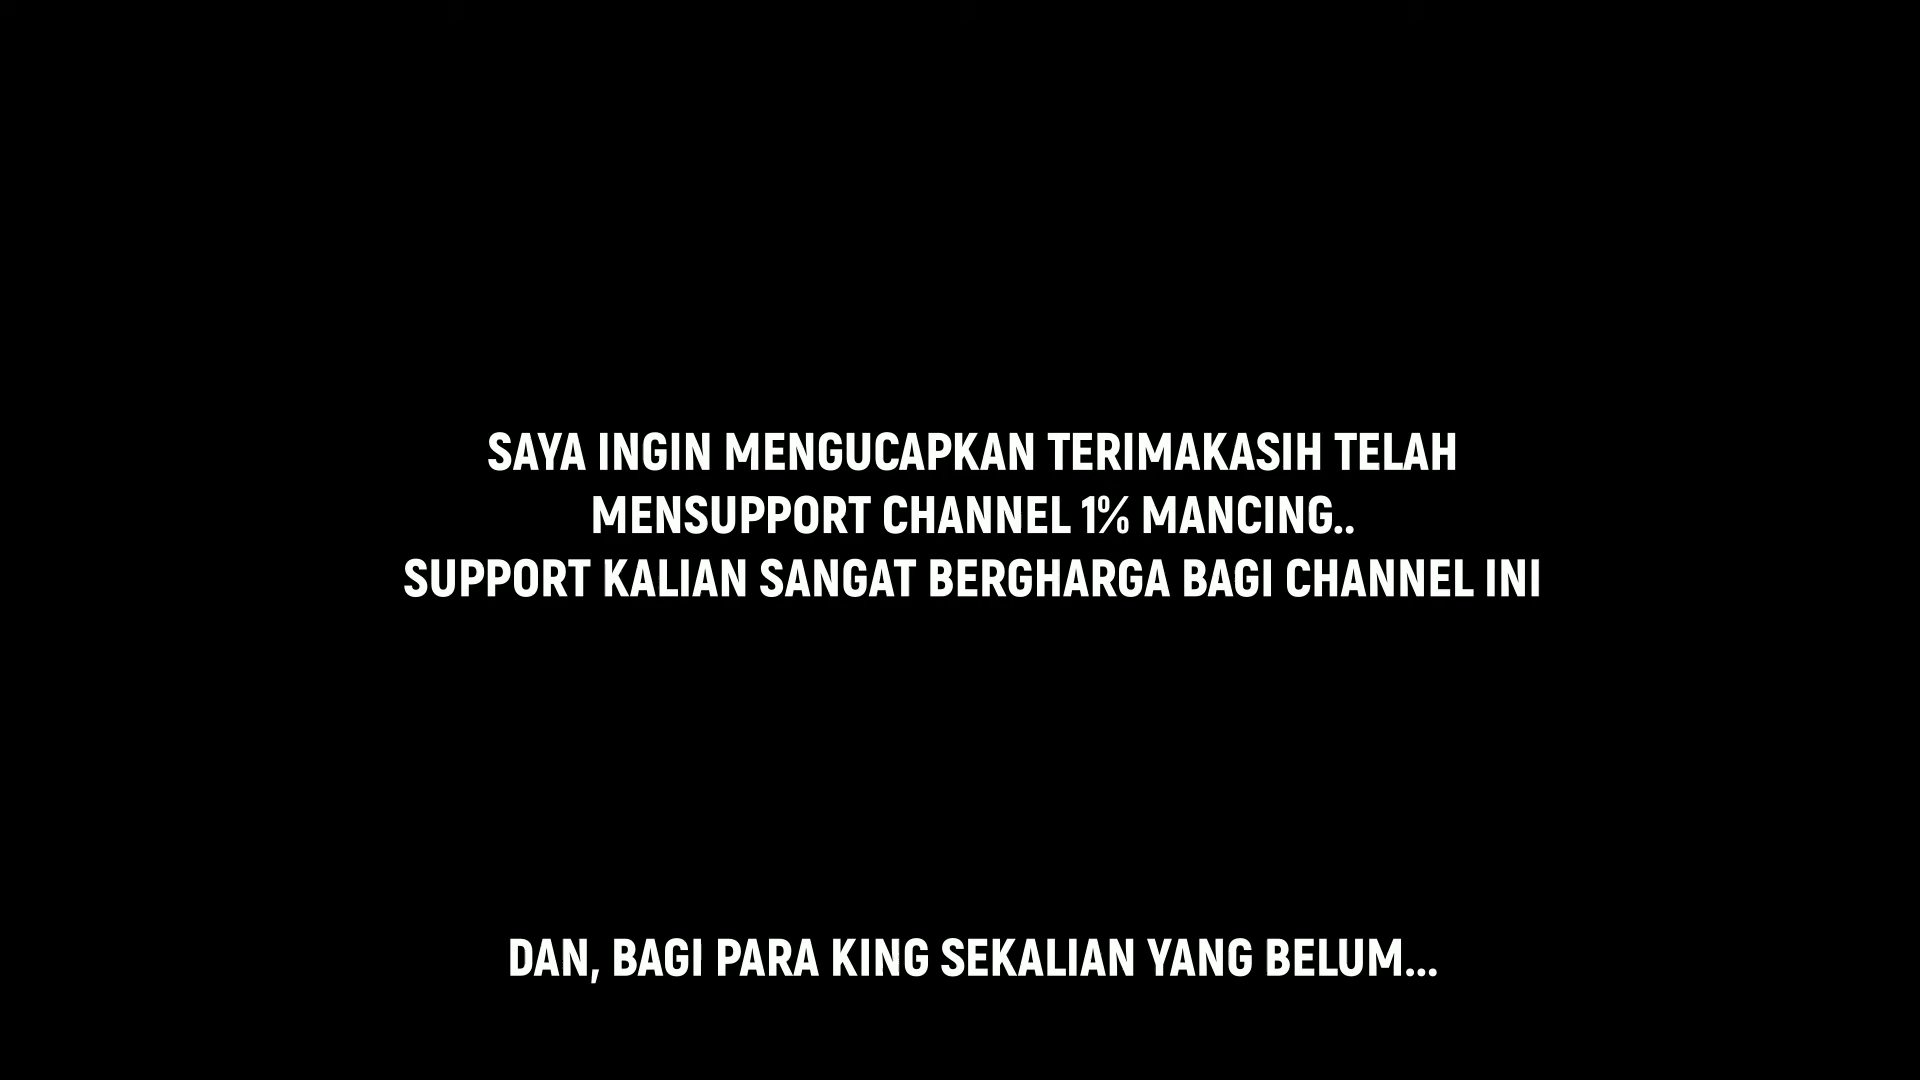 SAYA INGIN MENGUCAPKAN TERIMAKASIH TELAH
MENSUPPORT CHANNEL 1% MANCING..
SUPPORT KALIAN SANGAT BERGHARGA BAGI CHANNEL INI
DAN, BAGI PARA KING SEKALIAN YANG BELUM...